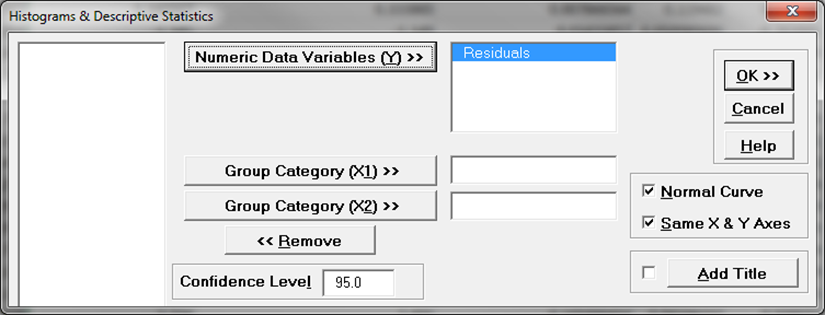 Histograms & Descriptive Statistics
Numeric Data Variables (Y) >>
Residuals
OK >>
Cancel
Help
Group Category (X1) >>
Group Category (X2) >>
<< Remove
Normal Curve
Same X & Y Axes
Confidence Level
95.0
Add Title